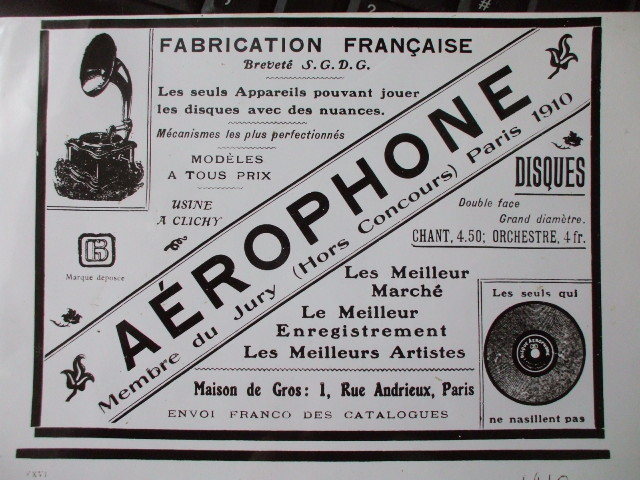 FABRICATION FRANÇAISE
Breveté S.G.D.G.
Les seuls Appareils pouvant jouer
les disques avec des nuances.
Mécanismes les plus perfectionnés
MODÈLES
A TOUS PRIX
USINE
A CLICHY
Marque déposée
AÉROPHONE
Membre du Jury (Hors Concours) Paris 1910
DISQUES
Double face
Grand diamètre.
CHANT, 4.50; ORCHESTRE, 4 fr.
Les Meilleur
Marché
Le Meilleur
Enregistrement
Les Meilleurs Artistes
Les seuls qui
ne nasillent pas
Maison de Gros: 1, Rue Andrieux, Paris
ENVOI FRANCO DES CATALOGUES